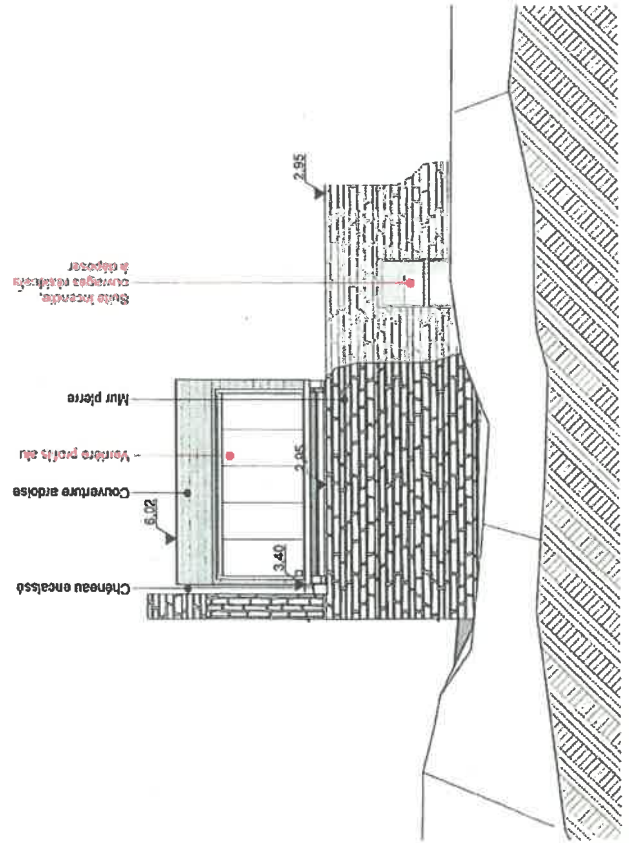 Chéneau encaissé
Couverture ardoise
Verrière profils alu
Mur pierre
Suite incendie,
ouvrages résiduels
à déposer
6.02
3.40
2.95
2.95